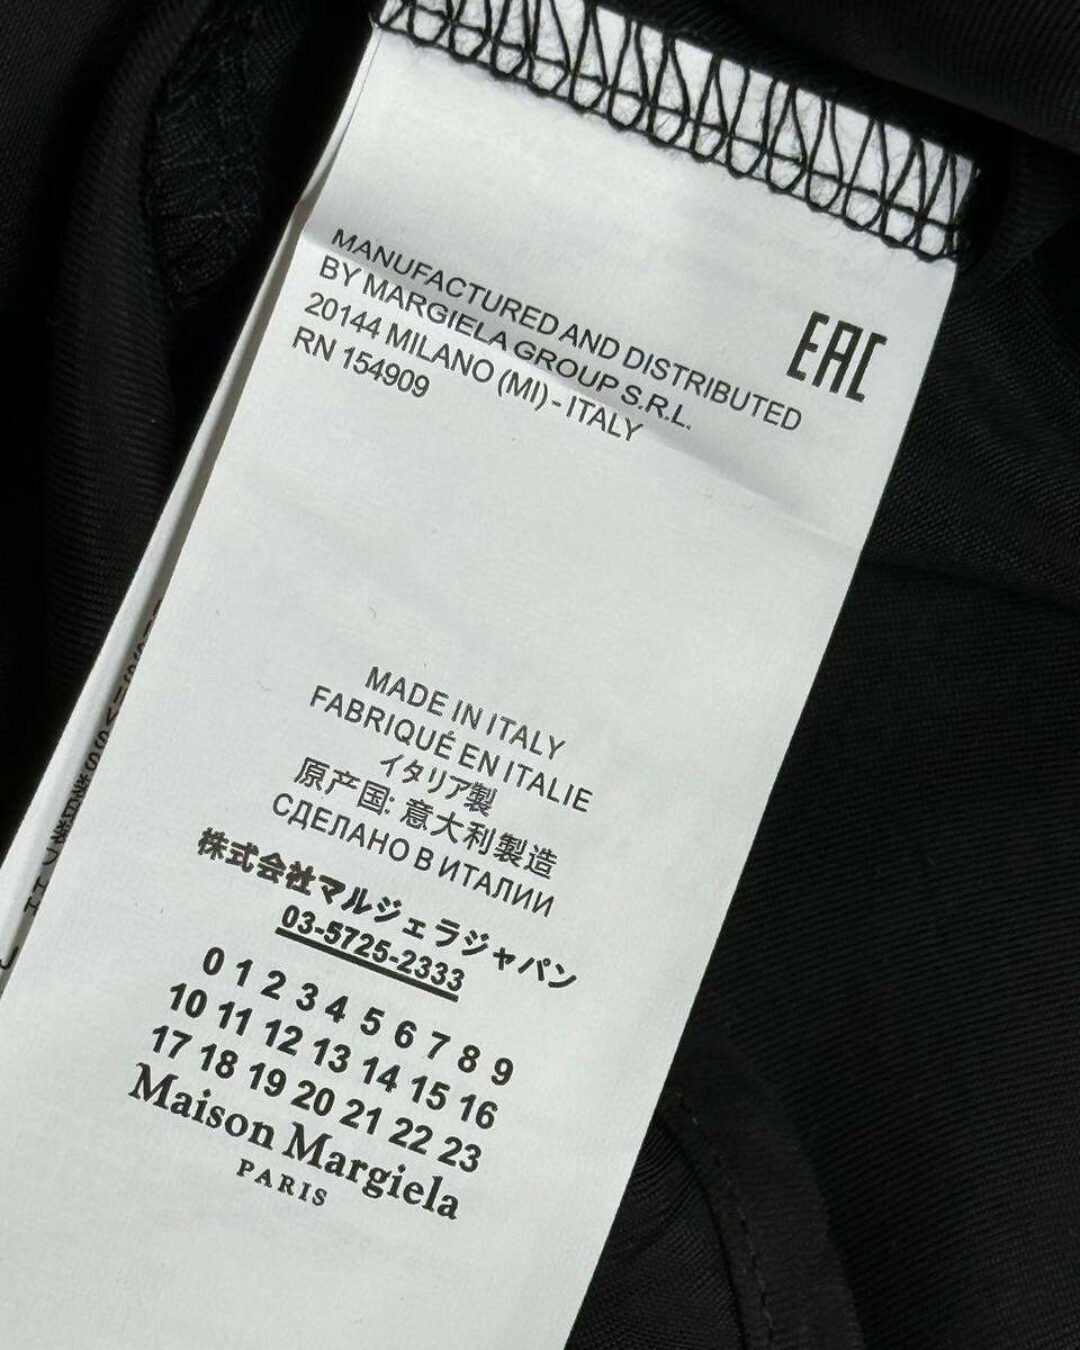 MANUFACTURED AND DISTRIBUTED
BY MARGIELA GROUP S.R.L.
20144 MILANO (MI) - ITALY
RN 154909
EAC
MADE IN ITALY
FABRIQUÉ EN ITALIE
イタリア製
原产国: 意大利製造
СДЕЛАНО В ИТАЛИИ
株式会社マルジェラジャパン
03-5725-2333
0 1 2 3 4 5 6 7 8 9
10 11 12 13 14 15 16
17 18 19 20 21 22 23
Maison Margiela
PARIS